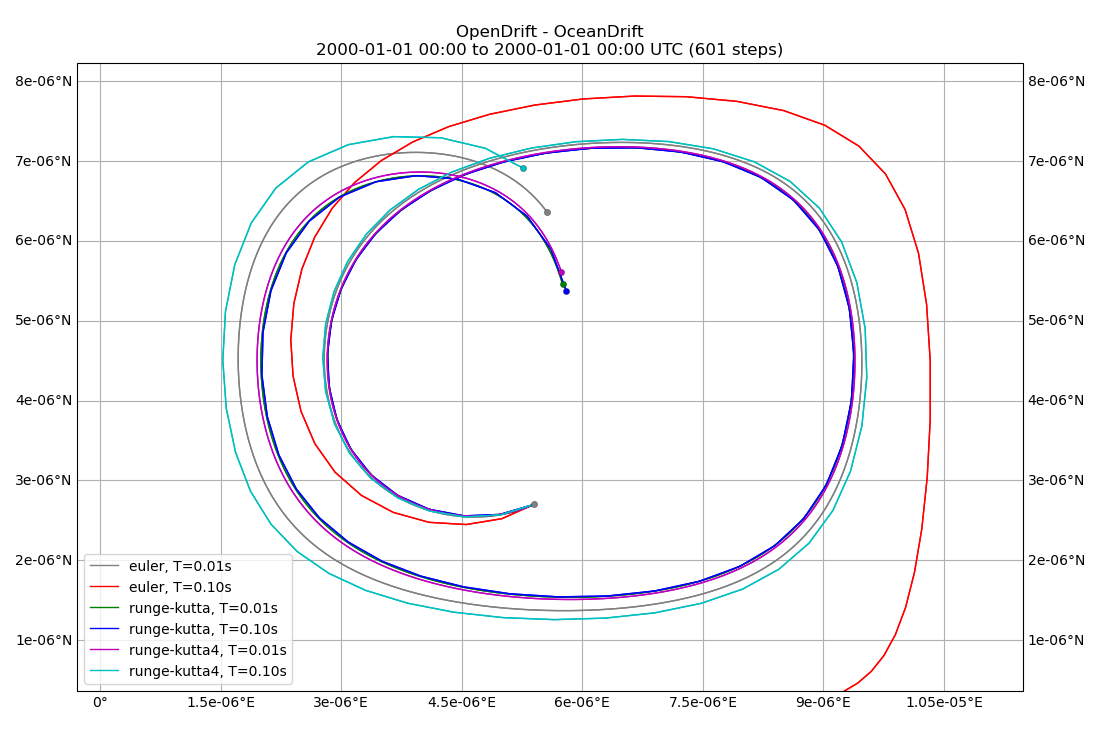 OpenDrift - OceanDrift
2000-01-01 00:00 to 2000-01-01 00:00 UTC (601 steps)
8e-06°N
8e-06°N
7e-06°N
7e-06°N
6e-06°N
6e-06°N
5e-06°N
5e-06°N
4e-06°N
4e-06°N
3e-06°N
3e-06°N
2e-06°N
2e-06°N
1e-06°N
1e-06°N
euler, T=0.01s
euler, T=0.10s
runge-kutta, T=0.01s
runge-kutta, T=0.10s
runge-kutta4, T=0.01s
runge-kutta4, T=0.10s
0°
1.5e-06°E
3e-06°E
4.5e-06°E
6e-06°E
7.5e-06°E
9e-06°E
1.05e-05°E